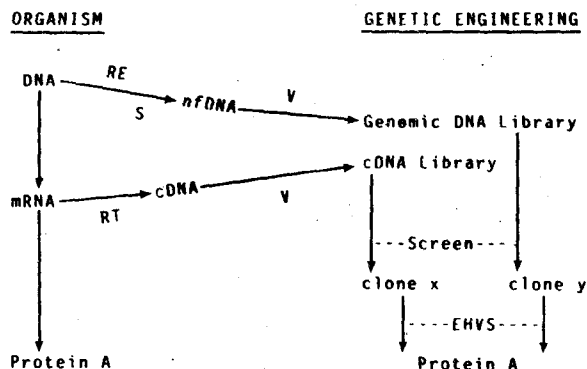 ORGANISM GENETIC ENGINEERING
RE
DNA
nfDNA V
S
Genomic DNA Library
cDNA Library
cDNA
mRNA V
RT
---Screen---
clone x clone y
----EHVS-----
Protein A Protein A